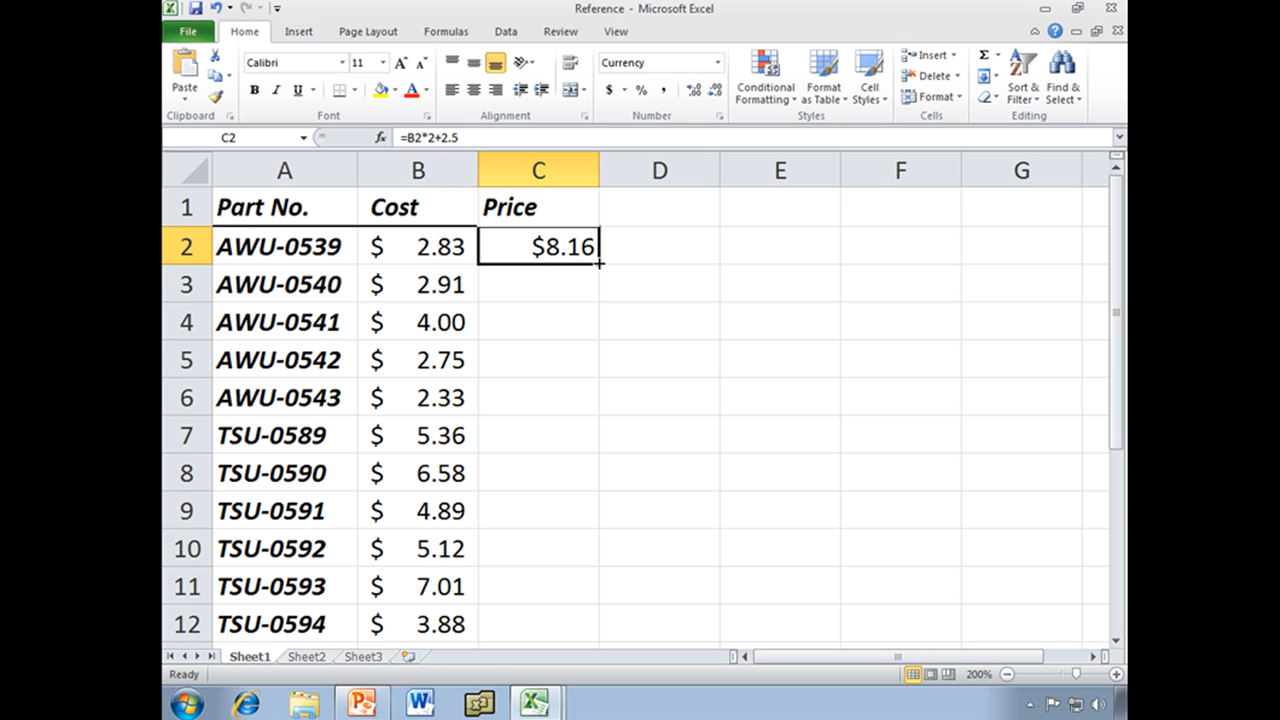 Reference - Microsoft Excel
File Home Insert Page Layout Formulas Data Review View
Calibri 11 Currency Insert
Paste B I U $ % , Conditional Formatting Format as Table Cell Styles Delete Format Sort & Filter Find & Select
Clipboard Font Alignment Number Styles Cells Editing
C2 fx =B2*2+2.5
A B C D E F G
1 Part No. Cost Price
2 AWU-0539 $ 2.83 $8.16
3 AWU-0540 $ 2.91
4 AWU-0541 $ 4.00
5 AWU-0542 $ 2.75
6 AWU-0543 $ 2.33
7 TSU-0589 $ 5.36
8 TSU-0590 $ 6.58
9 TSU-0591 $ 4.89
10 TSU-0592 $ 5.12
11 TSU-0593 $ 7.01
12 TSU-0594 $ 3.88
Sheet1 Sheet2 Sheet3
Ready 200%